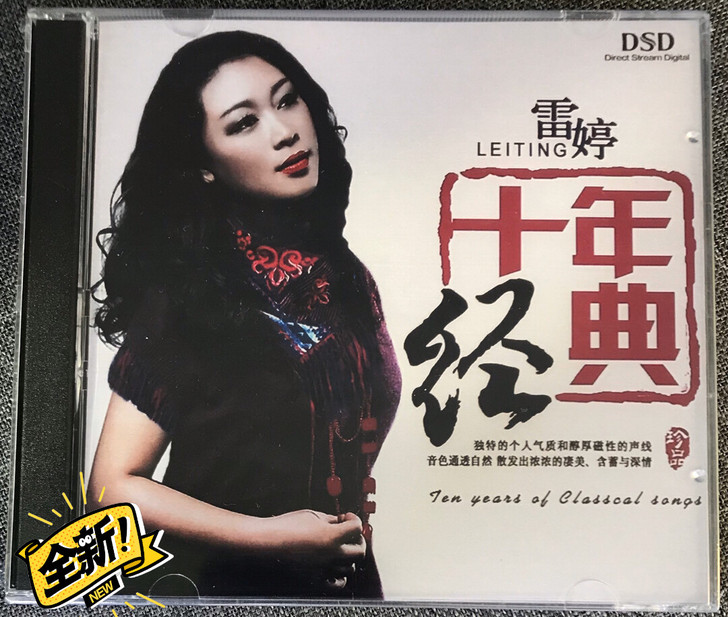 DSD
Direct Stream Digital
雷婷
LEITING
十年
经典
独特的个人气质和醇厚磁性的声线
音色通透自然 散发出浓浓的凄美、含蓄与深情
珍品
Ten years of Classcal songs
全新!
NEW